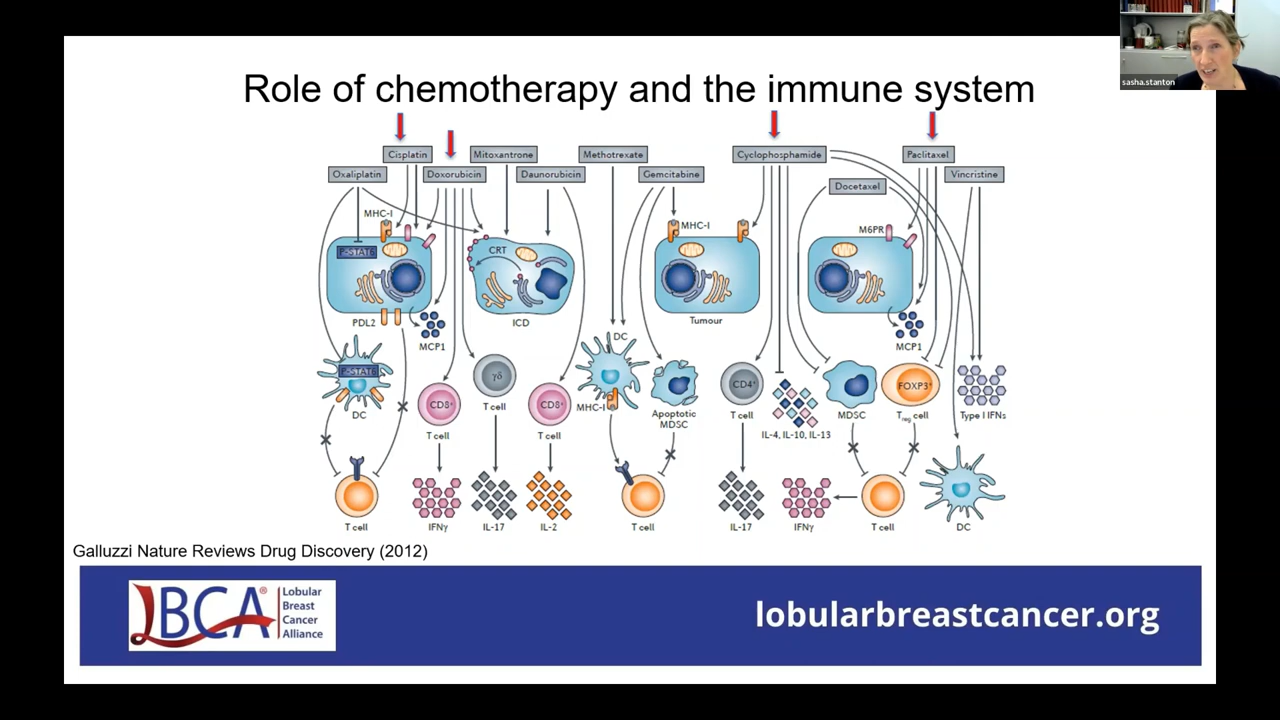 sasha.stanton
Role of chemotherapy and the immune system
Cisplatin
Mitoxantrone
Methotrexate
Cyclophosphamide
Paclitaxel
Oxaliplatin
Doxorubicin
Daunorubicin
Gemcitabine
Docetaxel
Vincristine
MHC-I
MHC-I
M6PR
P-STAT6
CRT
PDL2
ICD
Tumour
MCP1
MCP1
DC
P-STAT6
γδ
CD4⁺
FOXP3⁺
CD8⁺
CD8⁺
MHC-I
DC
T cell
Apoptotic
MDSC
T cell
MDSC
Treg cell
Type I IFNs
T cell
T cell
IL-4, IL-10, IL-13
T cell
IFNγ
IL-17
IL-2
T cell
IL-17
IFNγ
T cell
DC
Galluzzi Nature Reviews Drug Discovery (2012)
LBCA®
Lobular
Breast
Cancer
Alliance
lobularbreastcancer.org